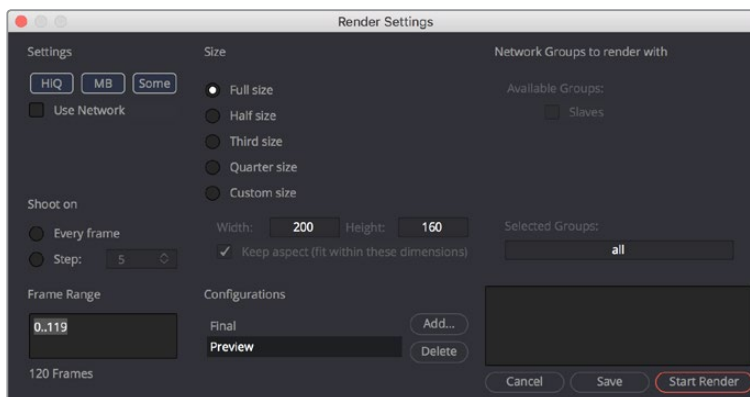 Render Settings
Settings
HiQ MB Some
Use Network
Shoot on
Every frame
Step: 5
Frame Range
0..119
120 Frames
Size
Full size
Half size
Third size
Quarter size
Custom size
Width: 200 Height: 160
Keep aspect (fit within these dimensions)
Configurations
Final
Preview
Add...
Delete
Network Groups to render with
Available Groups:
Slaves
Selected Groups:
all
Cancel Save Start Render